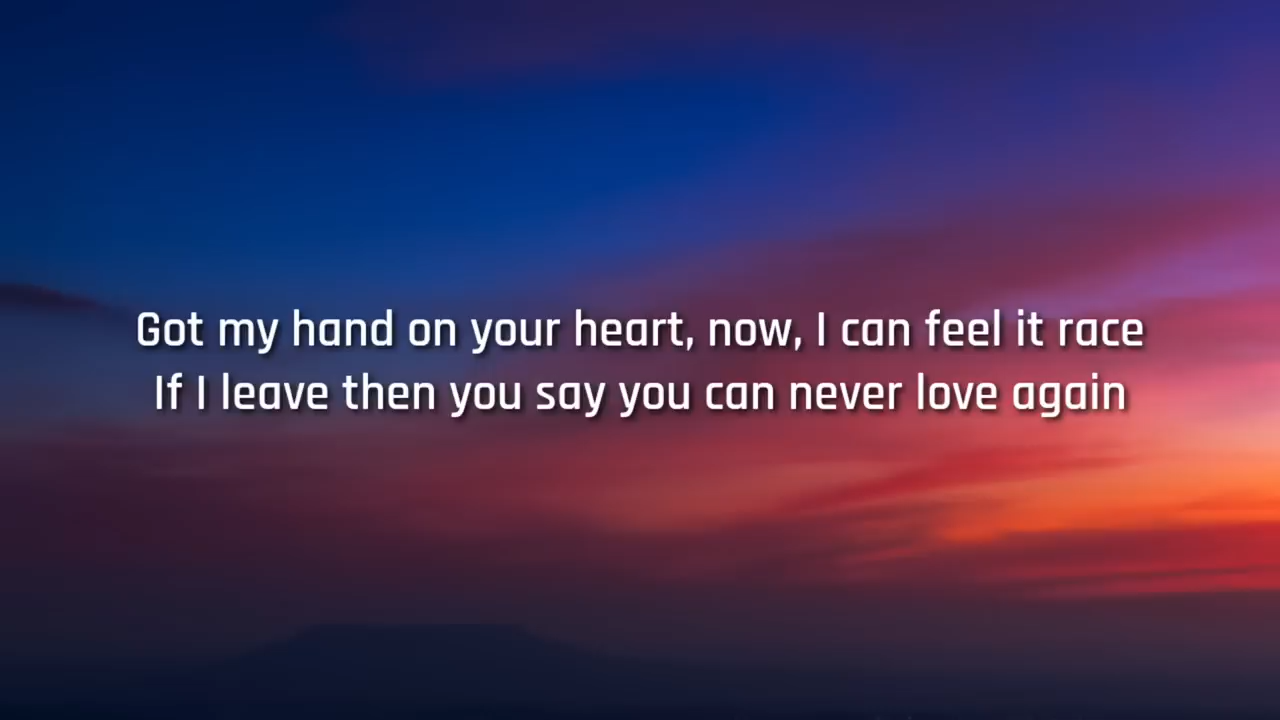 Got my hand on your heart, now, I can feel it race
If I leave then you say you can never love again